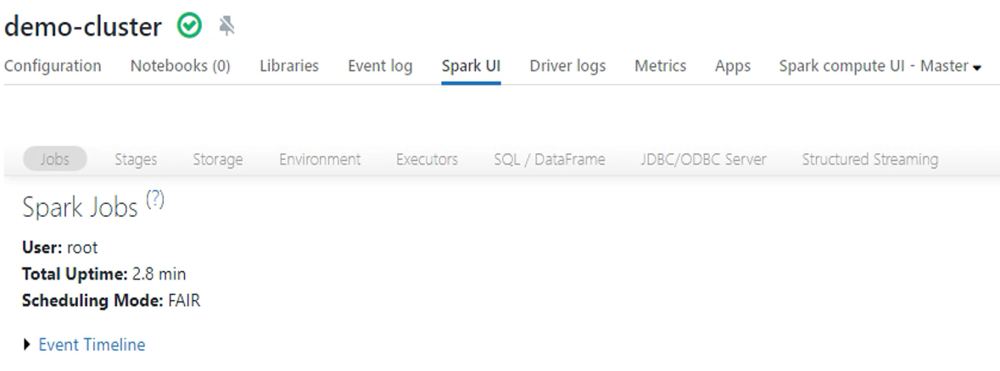 demo-cluster
Configuration Notebooks (0) Libraries Event log Spark UI Driver logs Metrics Apps Spark compute UI - Master
Jobs Stages Storage Environment Executors SQL / DataFrame JDBC/ODBC Server Structured Streaming
Spark Jobs (?)
User: root
Total Uptime: 2.8 min
Scheduling Mode: FAIR
Event Timeline